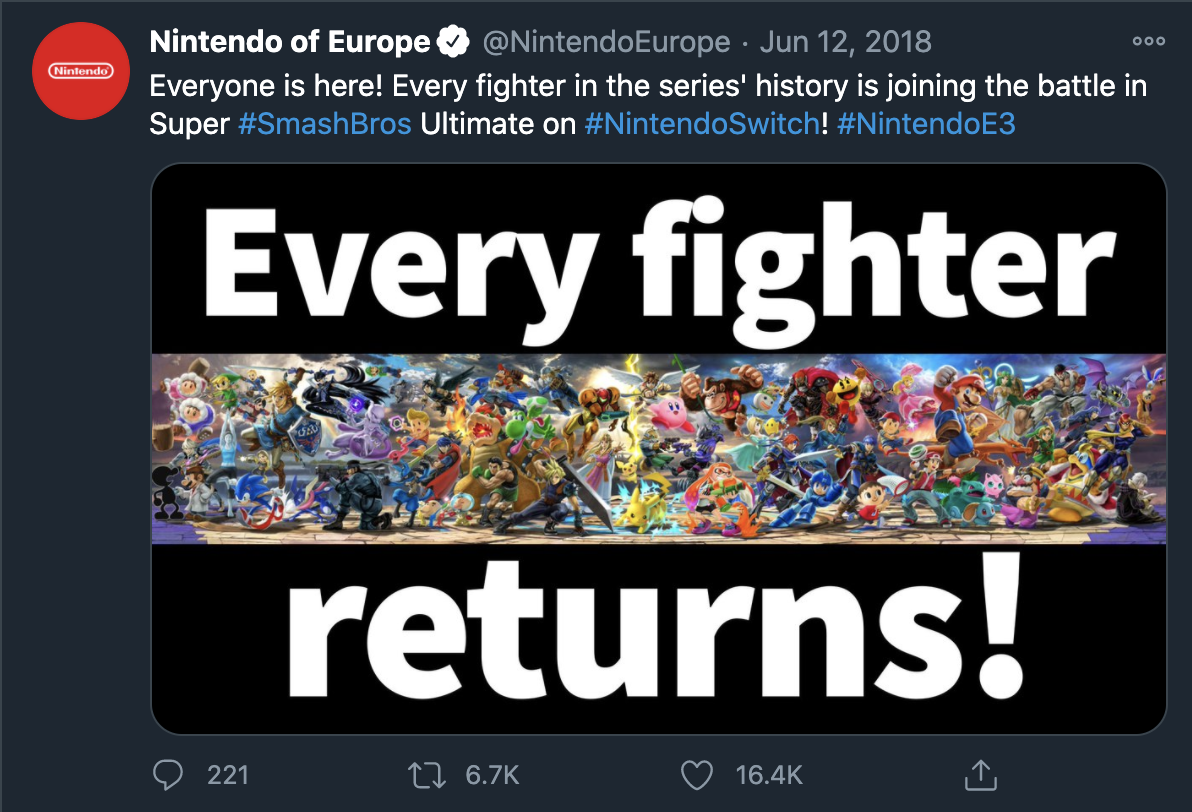 Nintendo of Europe @NintendoEurope · Jun 12, 2018
Nintendo
Everyone is here! Every fighter in the series' history is joining the battle in
Super #SmashBros Ultimate on #NintendoSwitch! #NintendoE3
Every fighter
returns!
221 6.7K 16.4K